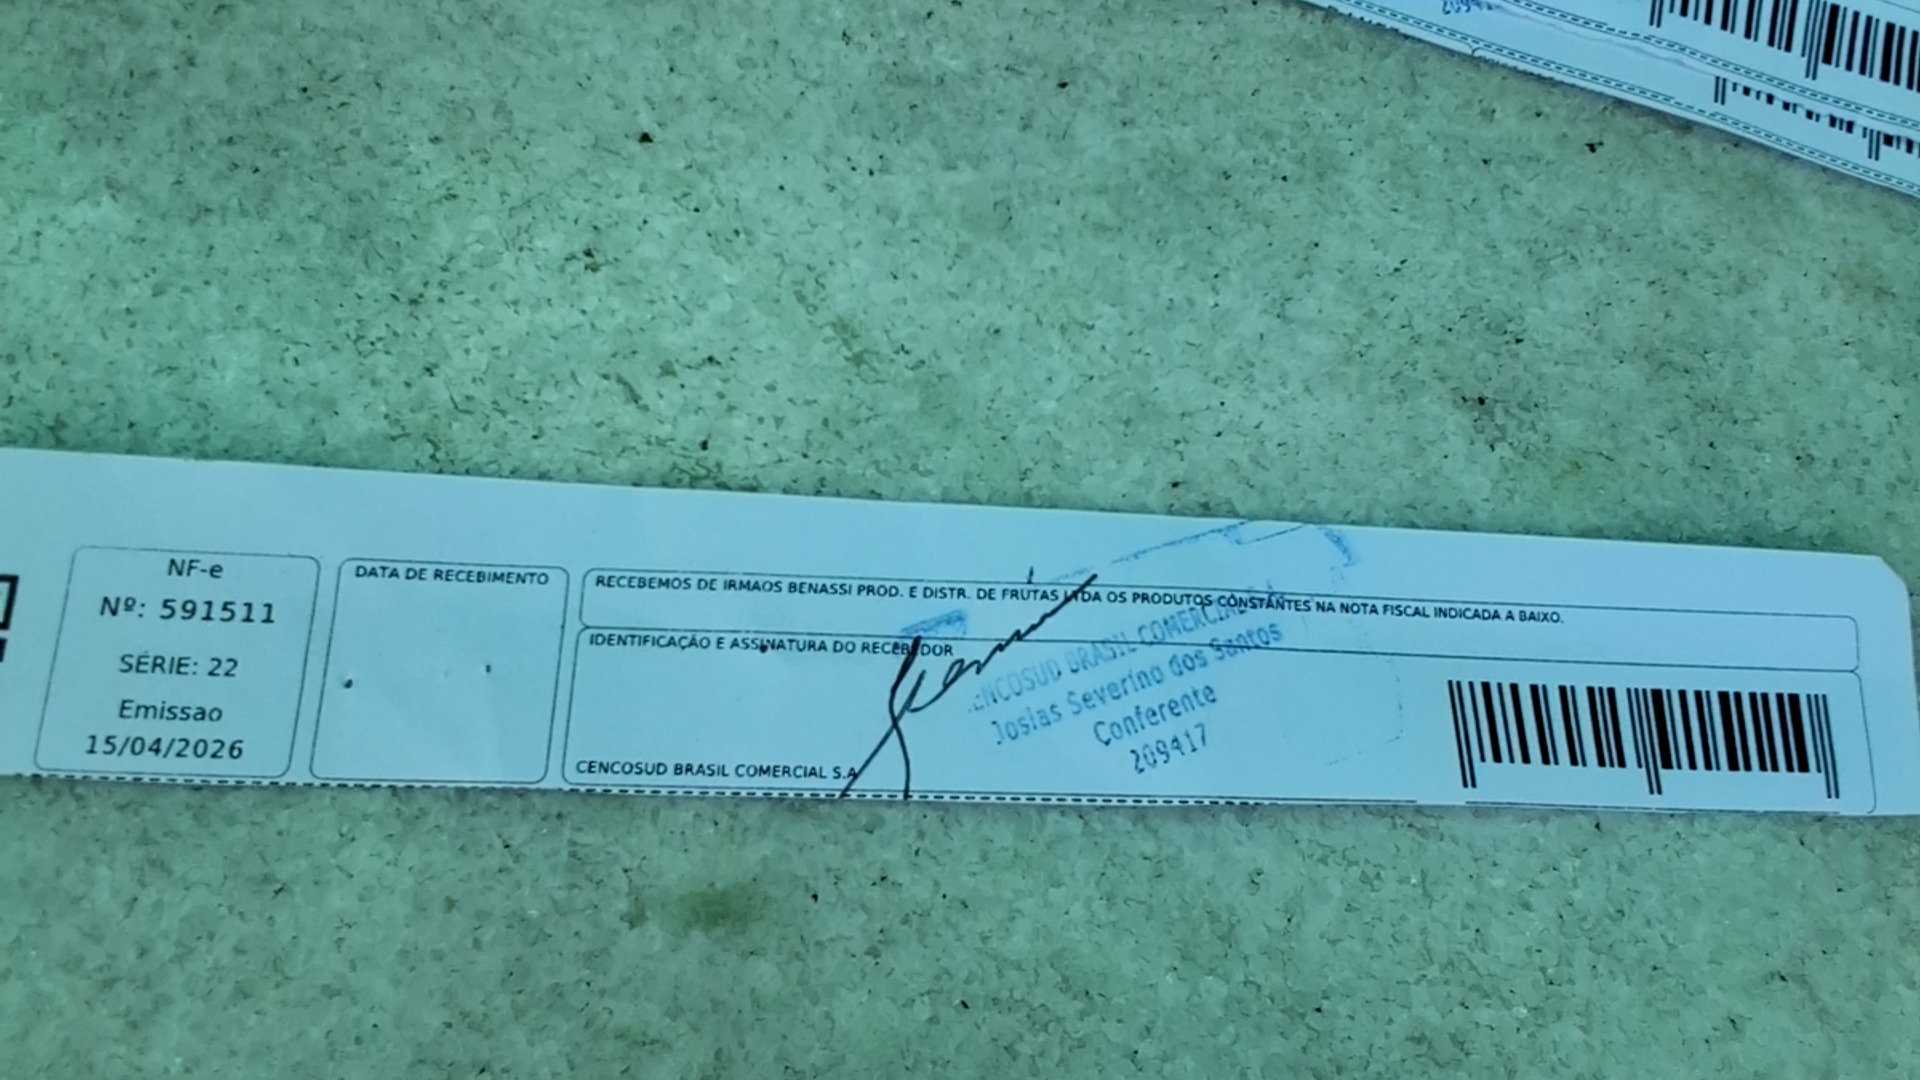 NF-e
Nº: 591511
SÉRIE: 22
Emissao
15/04/2026
DATA DE RECEBIMENTO
RECEBEMOS DE IRMAOS BENASSI PROD. E DISTR. DE FRUTAS LTDA OS PRODUTOS CONSTANTES NA NOTA FISCAL INDICADA A BAIXO.
IDENTIFICAÇÃO E ASSINATURA DO RECEBEDOR
CENCOSUD BRASIL COMERCIAL S.A
CENCOSUD BRASIL COMERCIAL
Josias Severino dos Santos
Conferente
209417